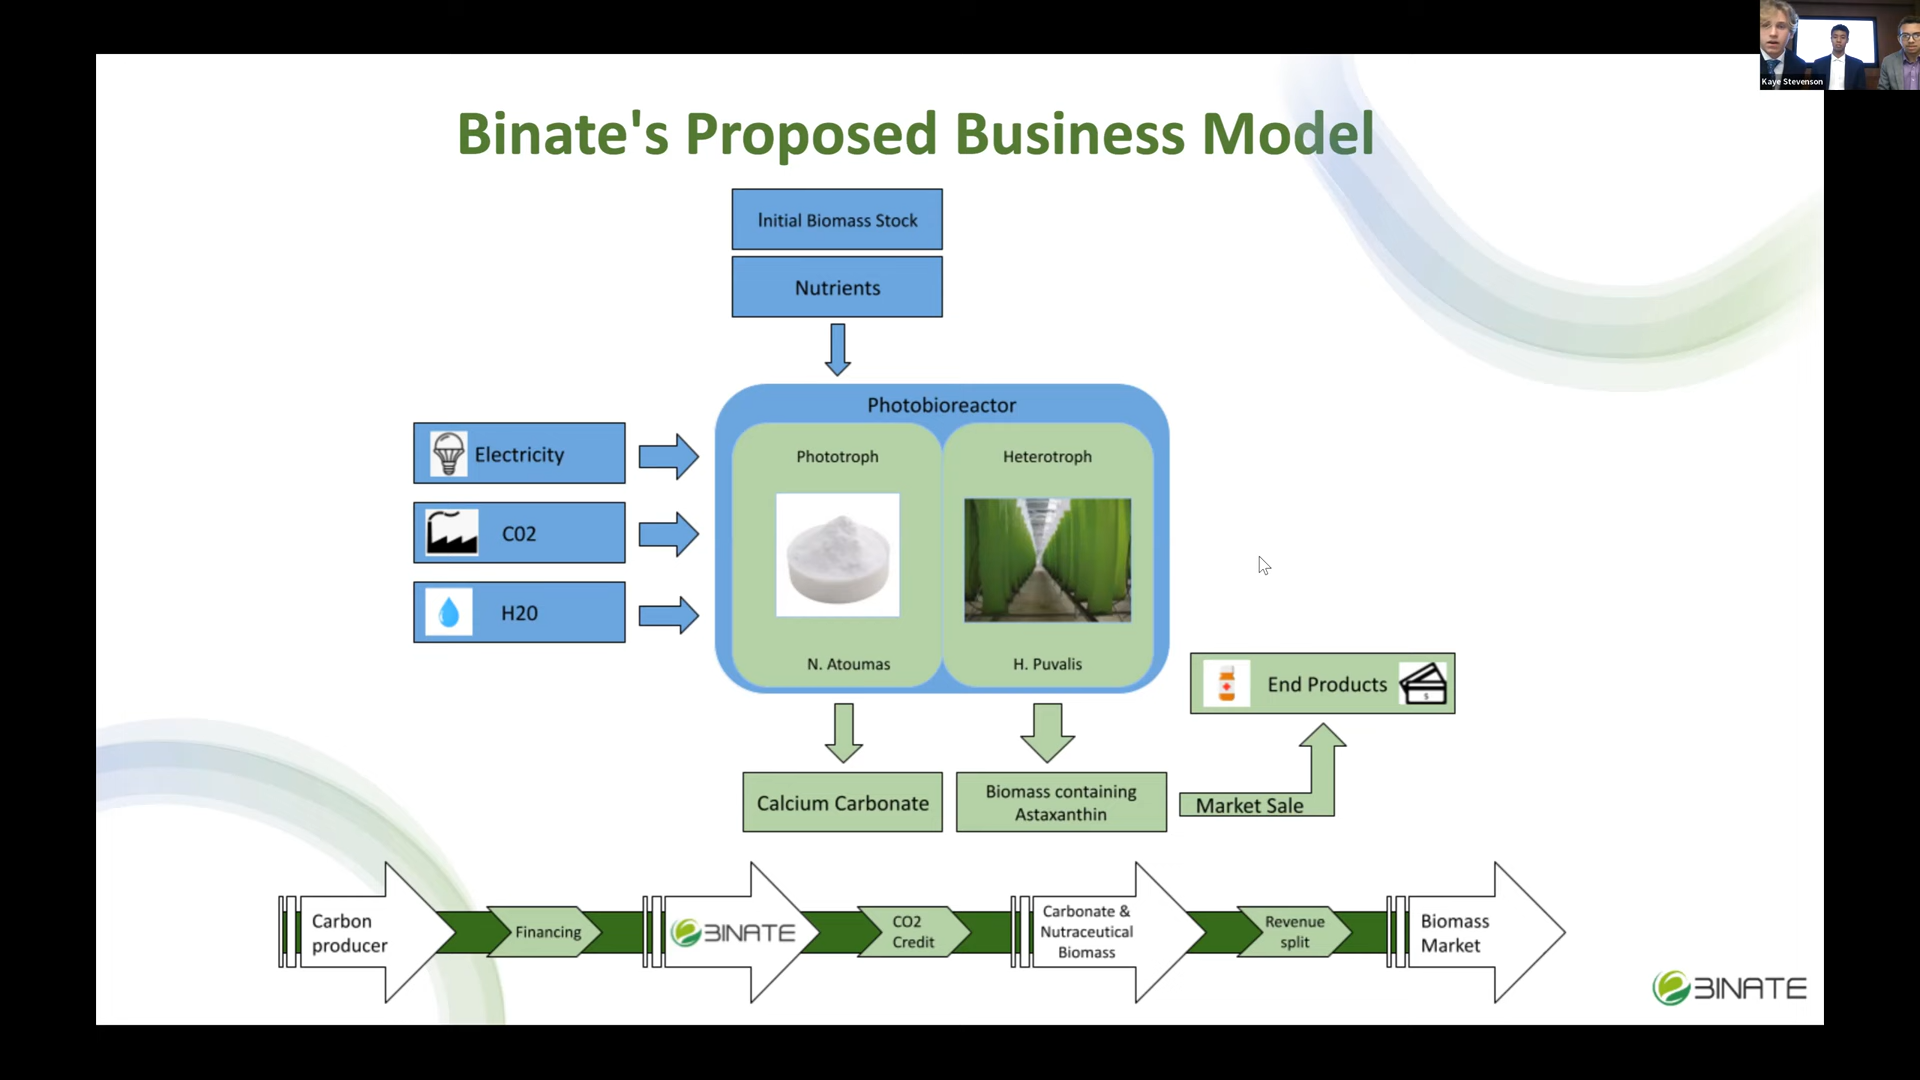 Kaye Stevenson
Binate's Proposed Business Model
Initial Biomass Stock
Nutrients
Photobioreactor
Electricity
C02
H20
Phototroph
Heterotroph
N. Atoumas
H. Puvalis
End Products
$
Calcium Carbonate
Biomass containing
Astaxanthin
Market Sale
Carbon
producer
Financing
BINATE
CO2
Credit
Carbonate &
Nutraceutical
Biomass
Revenue
split
Biomass
Market
BINATE